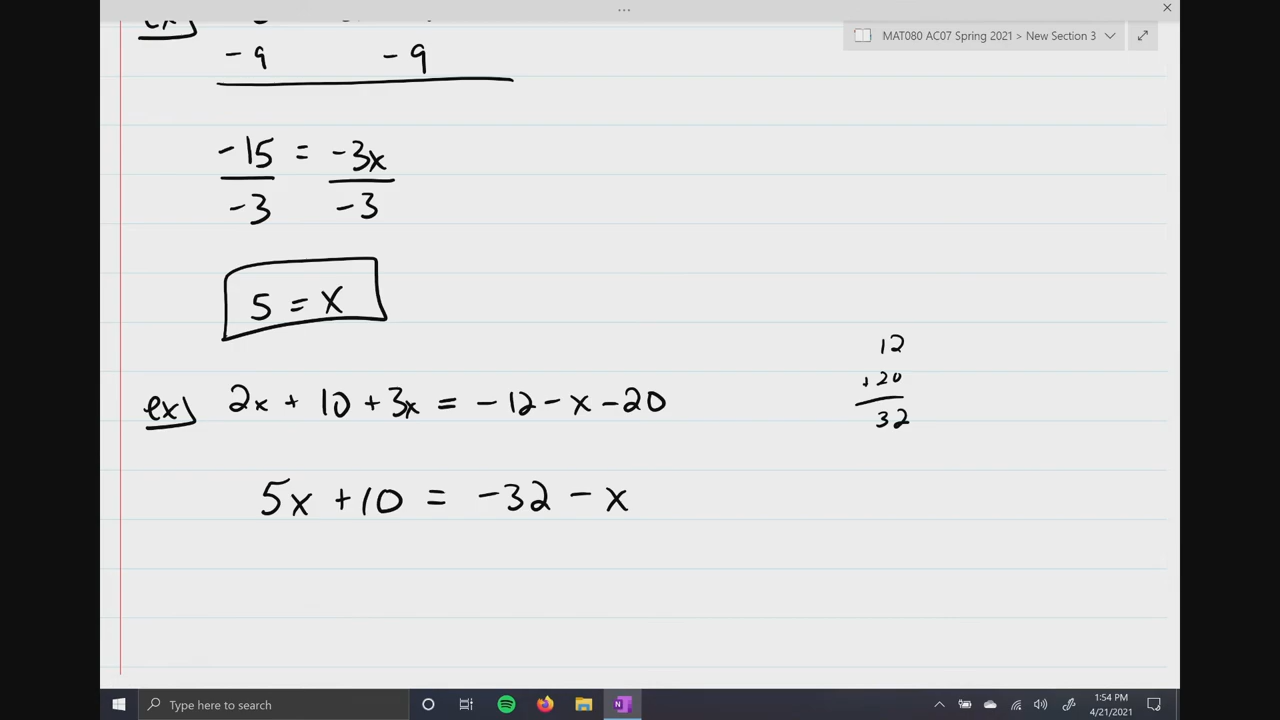 ...
MAT080 AC07 Spring 2021 > New Section 3
ex)
-9 -9
-15 = -3x
-3 -3
5 = x
12
+20
32
ex) 2x + 10 + 3x = -12 - x - 20
5x + 10 = -32 - x
Type here to search
1:54 PM
4/21/2021